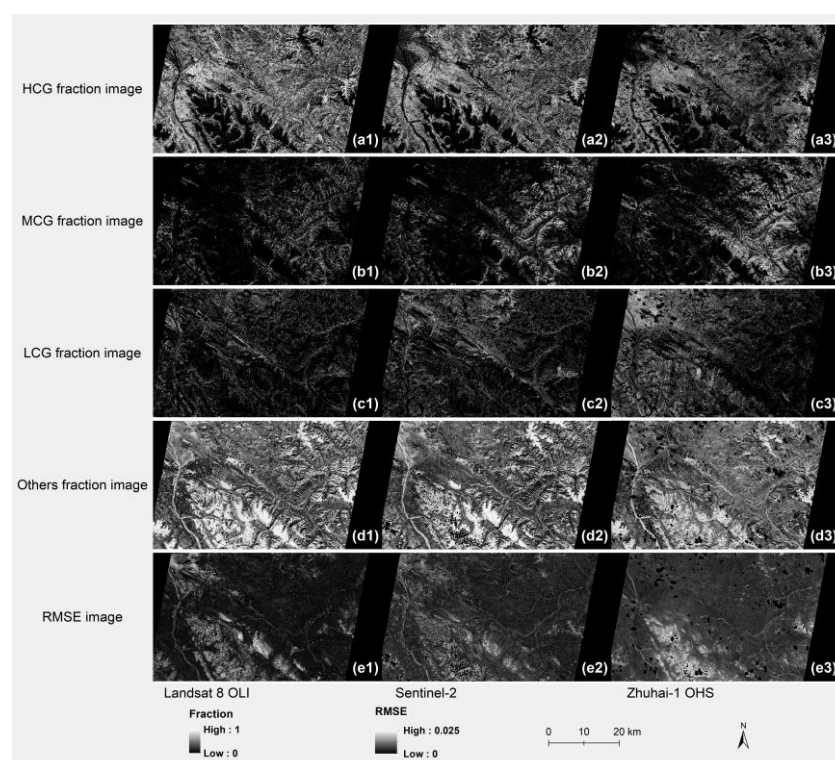 HCG fraction image
(a1)
(a2)
(a3)
MCG fraction image
(b1)
(b2)
(b3)
LCG fraction image
(c1)
(c2)
(c3)
Others fraction image
(d1)
(d2)
(d3)
RMSE image
(e1)
(e2)
(e3)
Landsat 8 OLI
Sentinel-2
Zhuhai-1 OHS
Fraction
High : 1
Low : 0
RMSE
High : 0.025
Low : 0
0 10 20 km
N